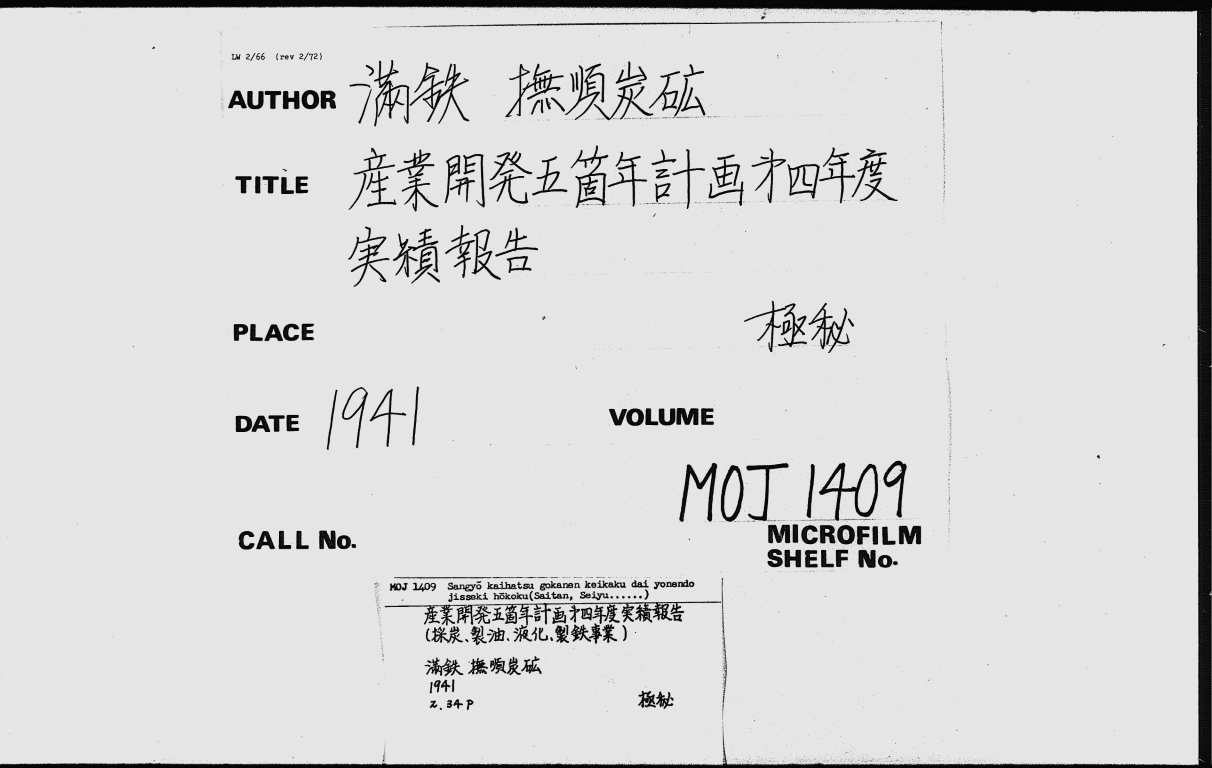 LW 2/66 (rev 2/72)
AUTHOR 満鉄 撫順炭砿
TITLE 産業開発五箇年計画才四年度
実績報告
PLACE
極秘
DATE 1941
VOLUME
MOJ 1409
CALL No.
MICROFILM
SHELF No.
MOJ 1409 Sangyō kaihatsu gokanen keikaku dai yonendo
jisseki hōkoku(Saitan, Seiyu......)
産業開発五箇年計画才四年度実績報告
(採炭、製油、液化、製鉄事業)
満鉄 撫順炭砿
1941
2.34P 極秘